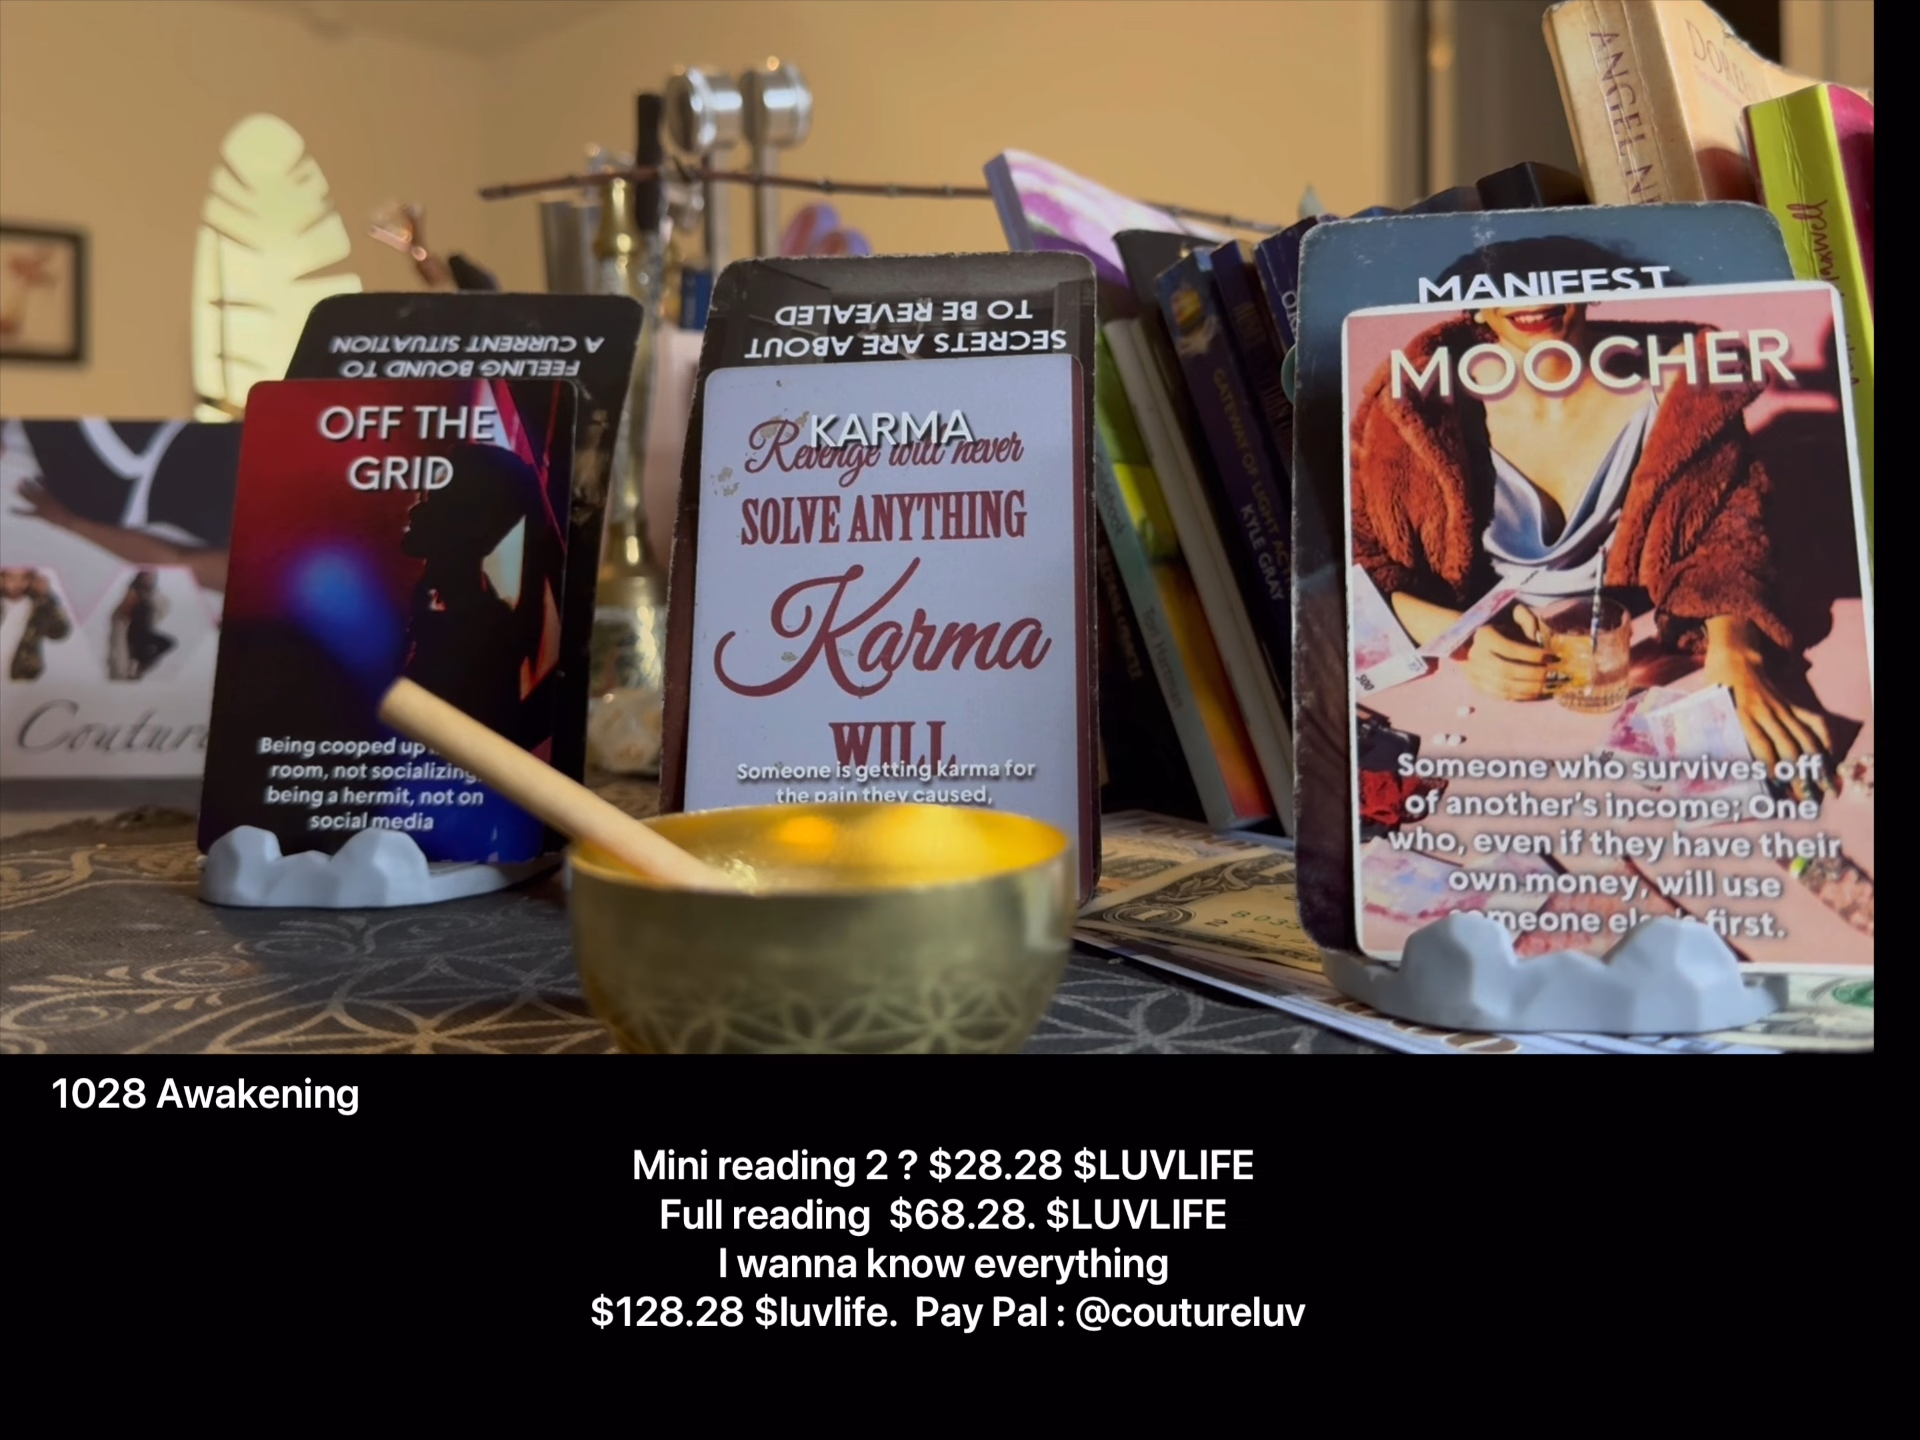 FEELING BOUND TO
A CURRENT SITUATION
OFF THE
GRID
Being cooped up
room, not socializing,
being a hermit, not on
social media
Couture
SECRETS ARE ABOUT
TO BE REVEALED
KARMA
Revenge will never
SOLVE ANYTHING
Karma
WILL
Someone is getting karma for
the pain they caused,
GATEWAY OF LIGHT
KYLE GRAY
ANGEL
MANIFEST
MOOCHER
Someone who survives off
of another's income; One
who, even if they have their
own money, will use
first.
1028 Awakening
Mini reading 2 ? $28.28 $LUVLIFE
Full reading $68.28. $LUVLIFE
I wanna know everything
$128.28 $luvlife. Pay Pal : @coutureluv